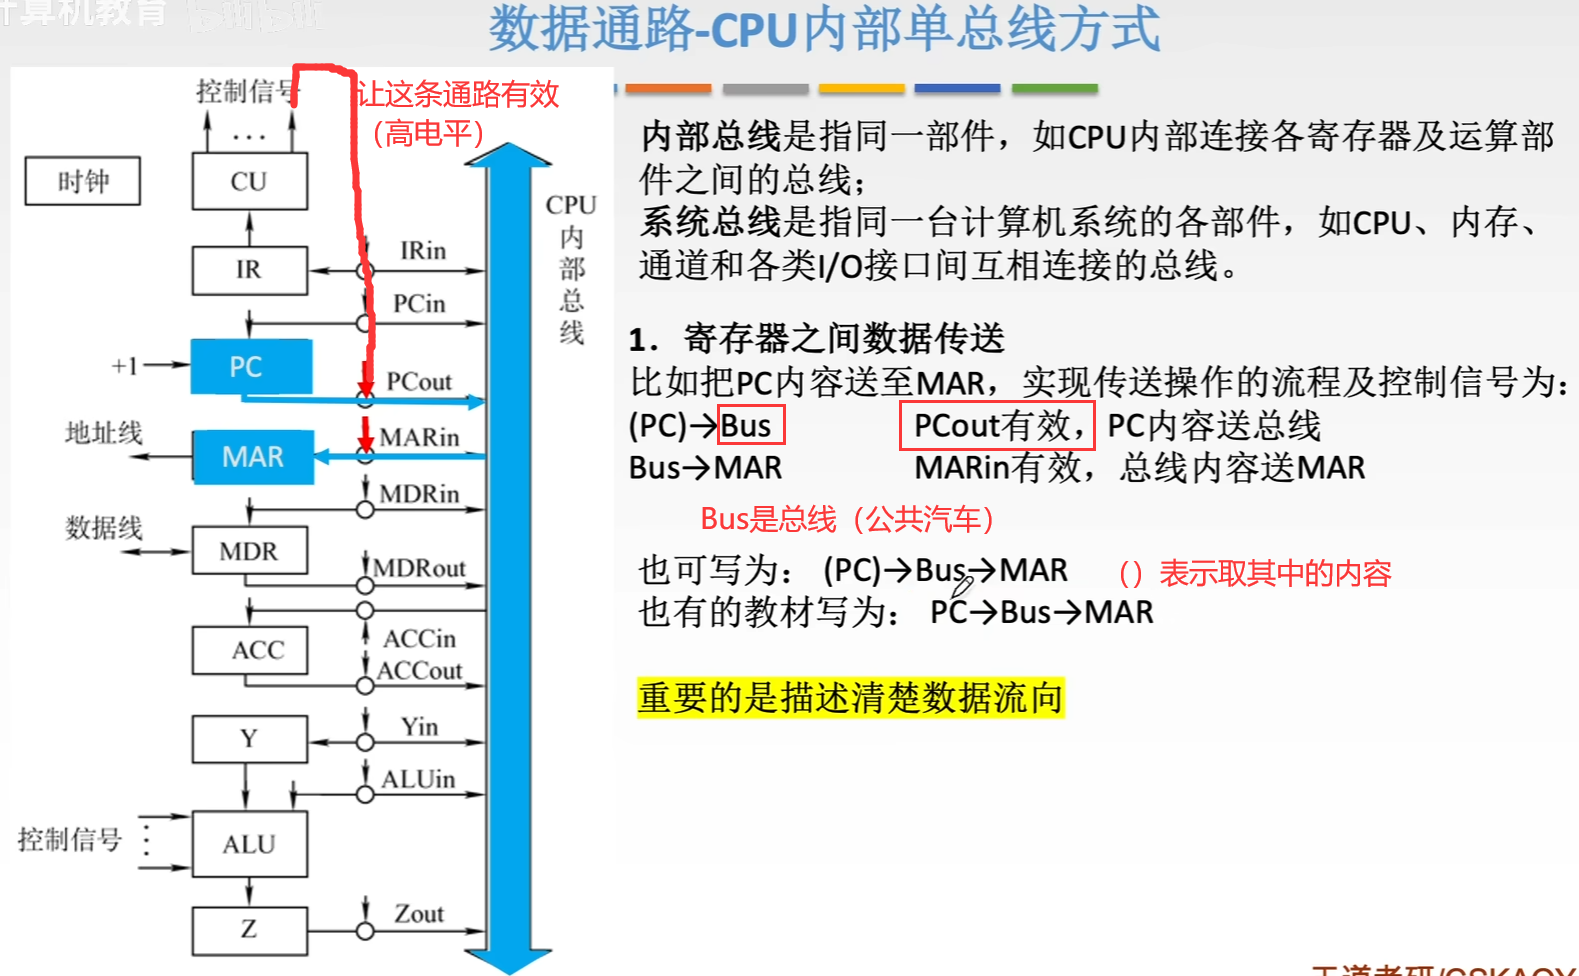 计算机教育 bilibili
数据通路-CPU内部单总线方式
控制信号
让这条通路有效
（高电平）
...
时钟
CU
CPU
内
部
总
线
IR
IRin
PCin
+1
PC
PCout
地址线
MAR
MARin
MDRin
数据线
MDR
MDRout
ACC
ACCin
ACCout
Y
Yin
ALUin
控制信号
ALU
Z
Zout
内部总线是指同一部件，如CPU内部连接各寄存器及运算部
件之间的总线；
系统总线是指同一台计算机系统的各部件，如CPU、内存、
通道和各类I/O接口间互相连接的总线。
1．寄存器之间数据传送
比如把PC内容送至MAR，实现传送操作的流程及控制信号为：
(PC)→Bus PCout有效，PC内容送总线
Bus→MAR MARin有效，总线内容送MAR
Bus是总线（公共汽车）
也可写为： (PC)→Bus→MAR （）表示取其中的内容
也有的教材写为： PC→Bus→MAR
重要的是描述清楚数据流向
王道考研/CSKAOY